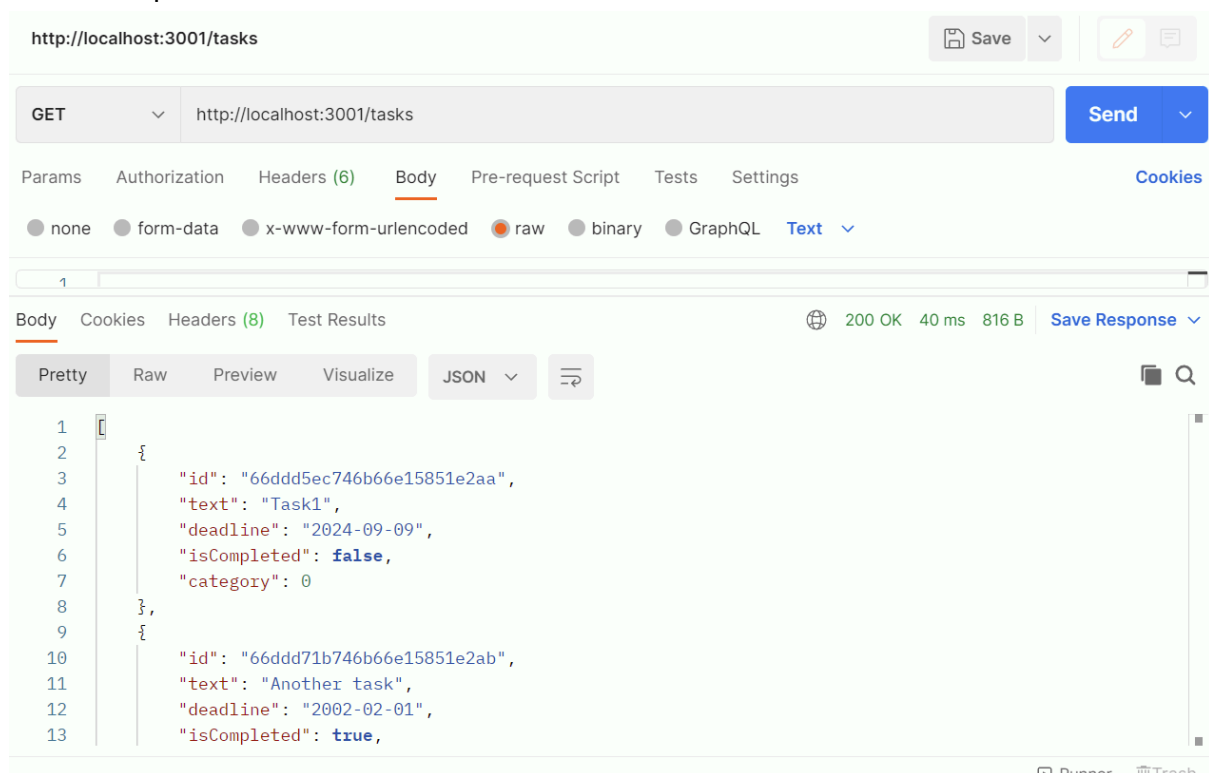 http://localhost:3001/tasks Save
GET http://localhost:3001/tasks Send
Params Authorization Headers (6) Body Pre-request Script Tests Settings Cookies
none form-data x-www-form-urlencoded raw binary GraphQL Text
1
Body Cookies Headers (8) Test Results 200 OK 40 ms 816 B Save Response
Pretty Raw Preview Visualize JSON
1 [
2 {
3 "id": "66ddd5ec746b66e15851e2aa",
4 "text": "Task1",
5 "deadline": "2024-09-09",
6 "isCompleted": false,
7 "category": 0
8 },
9 {
10 "id": "66ddd71b746b66e15851e2ab",
11 "text": "Another task",
12 "deadline": "2002-02-01",
13 "isCompleted": true,
Runner Trash